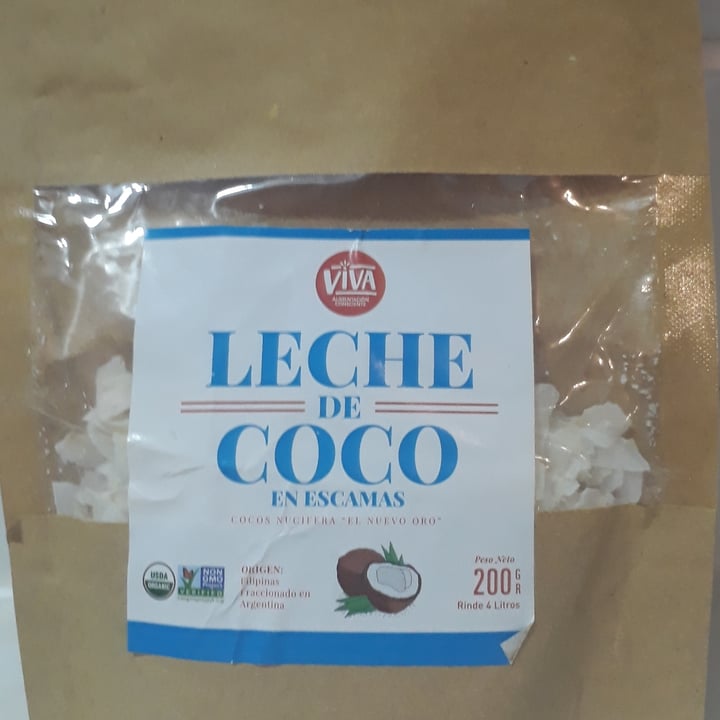 VIVA
ALIMENTACIÓN
CONSCIENTE
LECHE
DE
COCO
EN ESCAMAS
COCOS NUCIFERA "EL NUEVO ORO"
USDA
ORGANIC
NON
GMO
VERIFIED
ORIGEN:
Filipinas
Fraccionado en
Argentina
Peso Neto
200 GR
Rinde 4 Litros